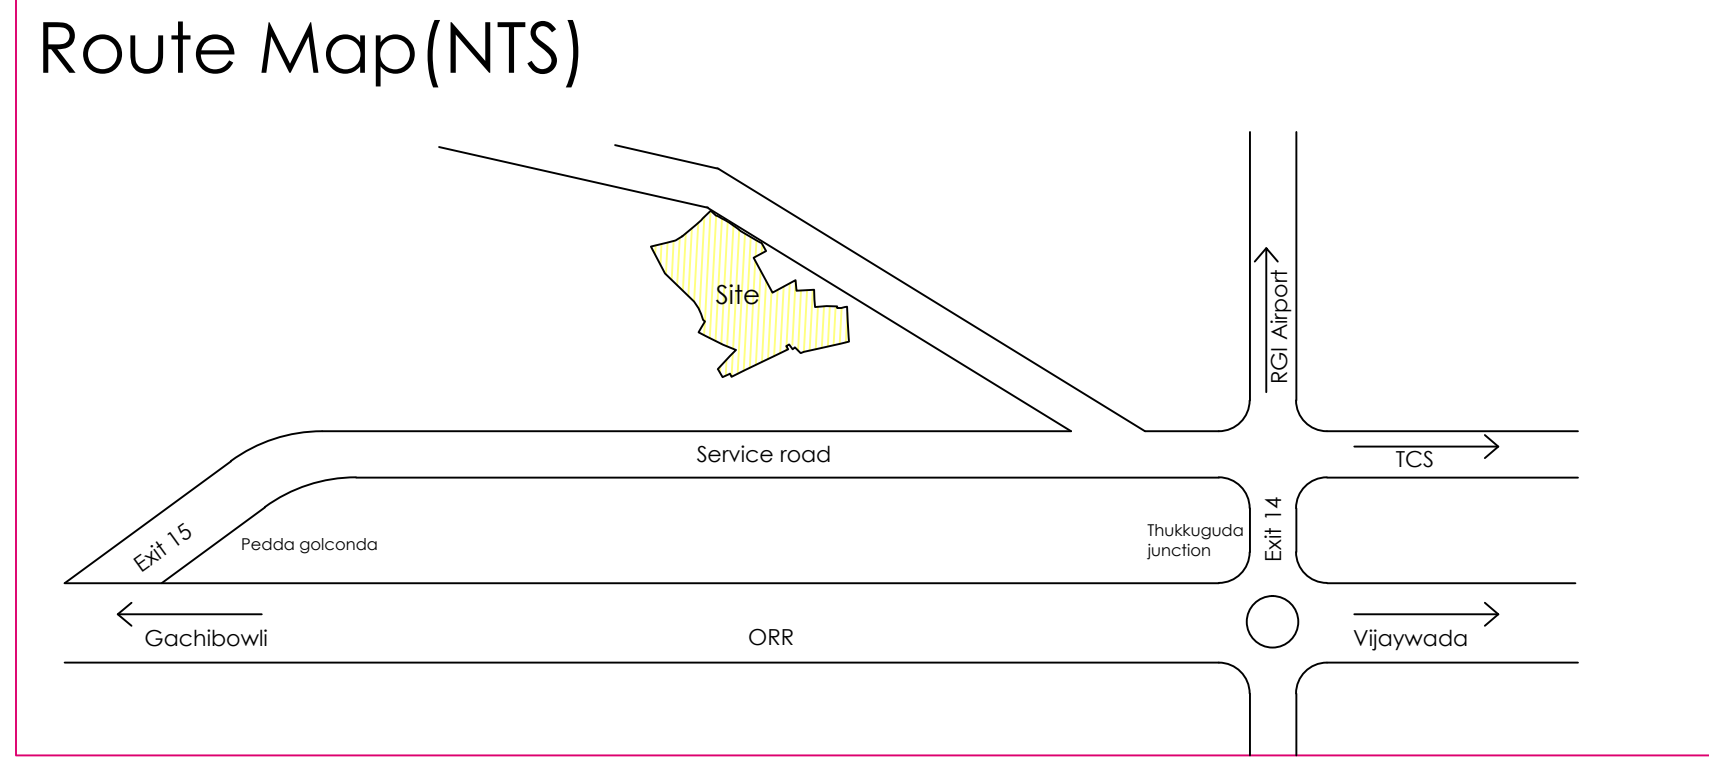 Route Map(NTS)
Site
RGI Airport
Service road
TCS
Exit 15
Pedda golconda
Thukkuguda
junction
Exit 14
Gachibowli
ORR
Vijaywada